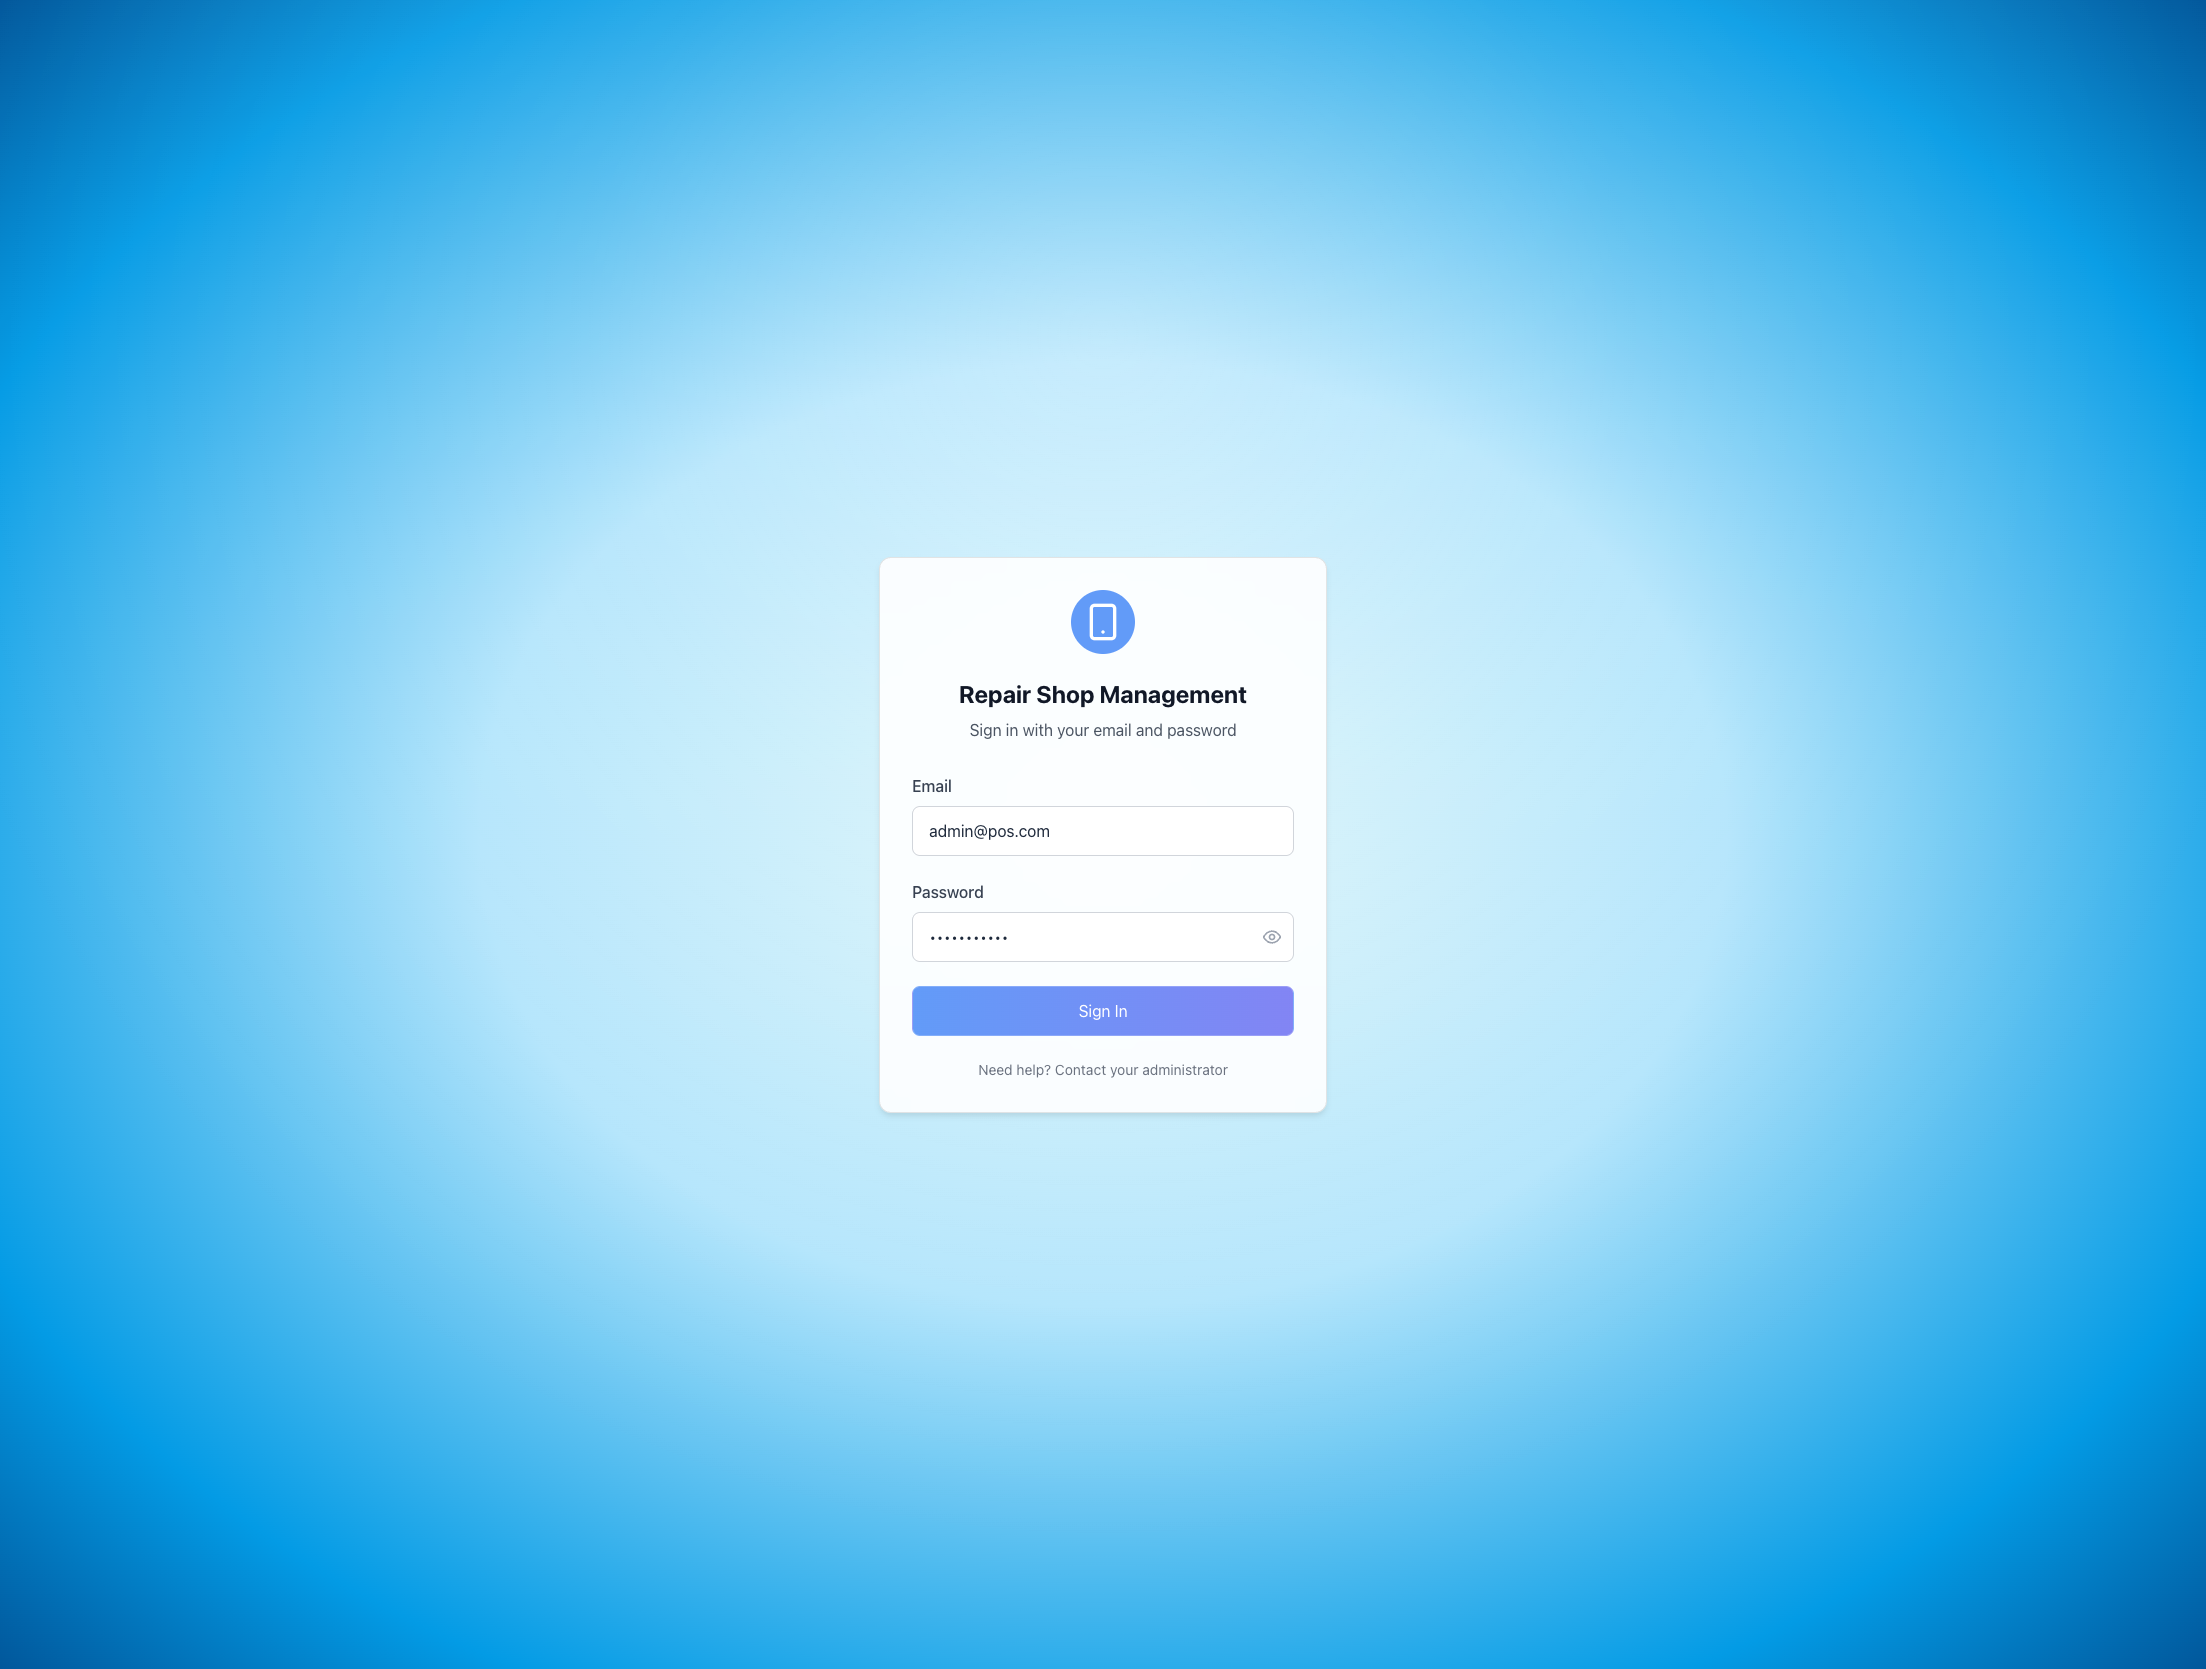 Repair Shop Management
Sign in with your email and password
Email
admin@pos.com
Password
•••••••••••
Sign In
Need help? Contact your administrator